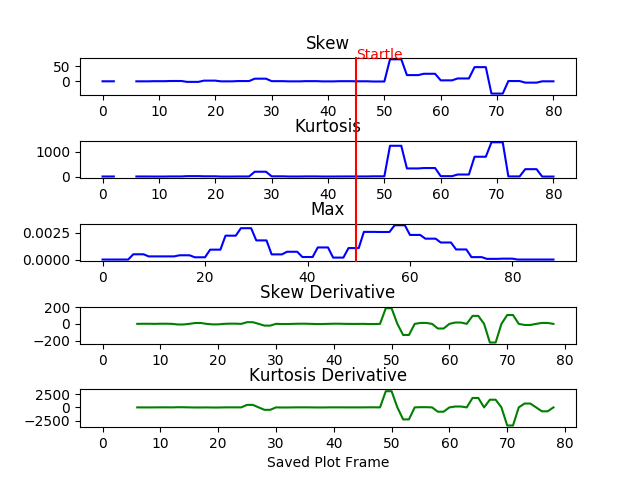 Skew
Startle
50
0
0 10 20 30 40 50 60 70 80
Kurtosis
1000
0
0 10 20 30 40 50 60 70 80
Max
0.0025
0.0000
0 20 40 60 80
Skew Derivative
200
0
−200
0 10 20 30 40 50 60 70 80
Kurtosis Derivative
2500
0
−2500
0 10 20 30 40 50 60 70 80
Saved Plot Frame